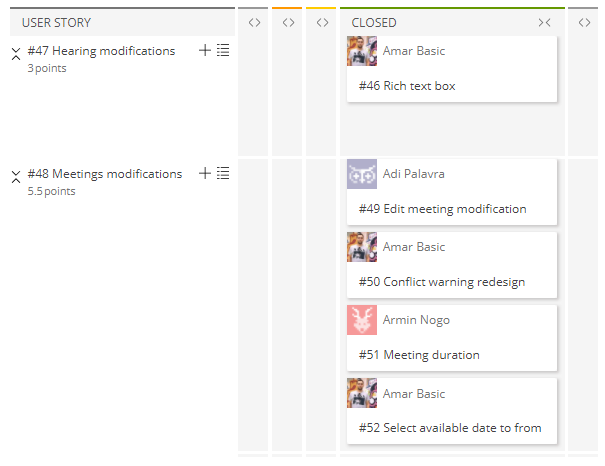 USER STORY
CLOSED
#47 Hearing modifications
3 points
Amar Basic
#46 Rich text box
#48 Meetings modifications
5.5 points
Adi Palavra
#49 Edit meeting modification
Amar Basic
#50 Conflict warning redesign
Armin Nogo
#51 Meeting duration
Amar Basic
#52 Select available date to from